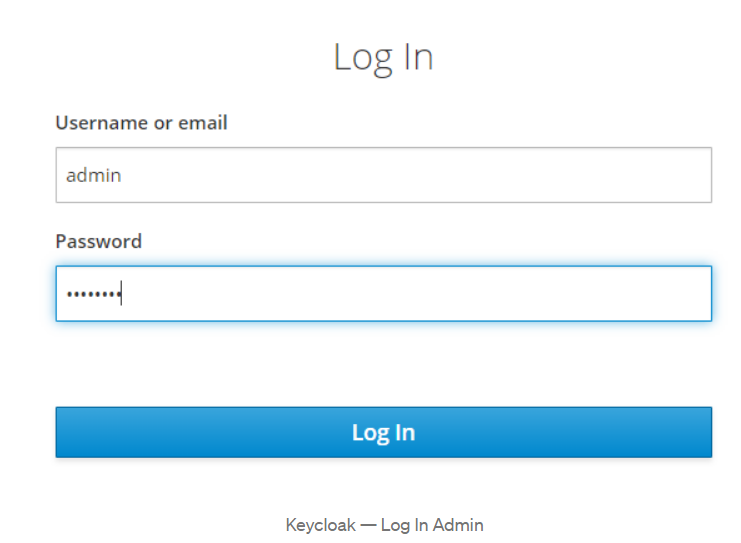 Log In
Username or email
admin
Password
••••••••
Log In
Keycloak — Log In Admin